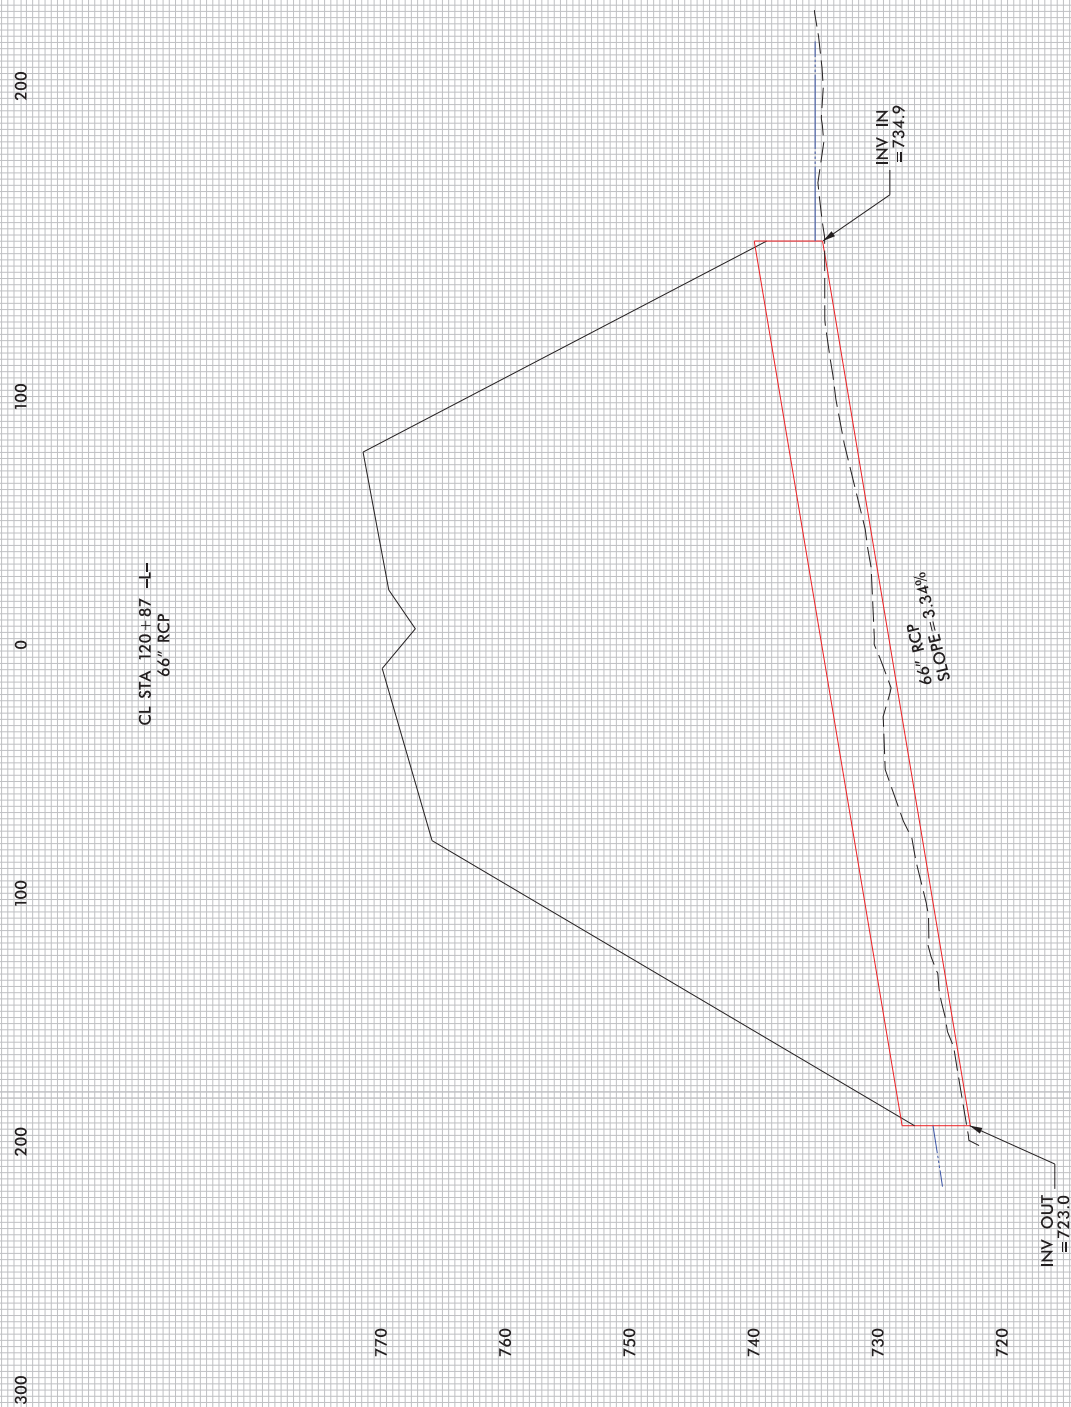 CL STA 120+87 -L-
66" RCP
770
760
750
740
730
720
300
200
100
0
100
200
INV OUT
=723.0
66" RCP
SLOPE=3.34%
INV IN
=734.9